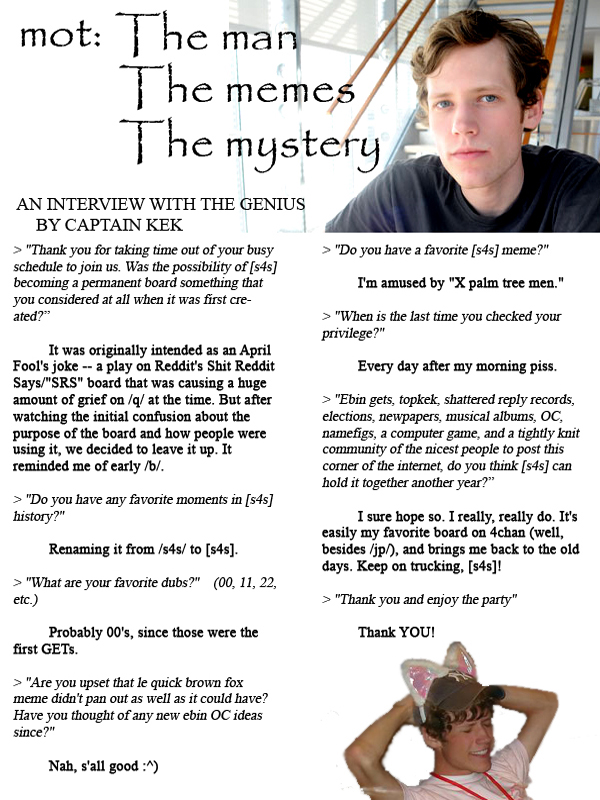 mot: The man
The memes
The mystery
AN INTERVIEW WITH THE GENIUS
BY CAPTAIN KEK
> "Thank you for taking time out of your busy
schedule to join us. Was the possibility of [s4s]
becoming a permanent board something that
you considered at all when it was first cre-
ated?”
It was originally intended as an April
Fool's joke -- a play on Reddit's Shit Reddit
Says/"SRS" board that was causing a huge
amount of grief on /q/ at the time. But after
watching the initial confusion about the
purpose of the board and how people were
using it, we decided to leave it up. It
reminded me of early /b/.
> "Do you have any favorite moments in [s4s]
history?"
Renaming it from /s4s/ to [s4s].
> "What are your favorite dubs?" (00, 11, 22,
etc.)
Probably 00's, since those were the
first GETs.
> "Are you upset that le quick brown fox
meme didn't pan out as well as it could have?
Have you thought of any new ebin OC ideas
since?"
Nah, s'all good :^)
> "Do you have a favorite [s4s] meme?"
I'm amused by "X palm tree men."
> "When is the last time you checked your
privilege?"
Every day after my morning piss.
> "Ebin gets, topkek, shattered reply records,
elections, newpapers, musical albums, OC,
namefigs, a computer game, and a tightly knit
community of the nicest people to post this
corner of the internet, do you think [s4s] can
hold it together another year?”
I sure hope so. I really, really do. It's
easily my favorite board on 4chan (well,
besides /jp/), and brings me back to the old
days. Keep on trucking, [s4s]!
> "Thank you and enjoy the party"
Thank YOU!